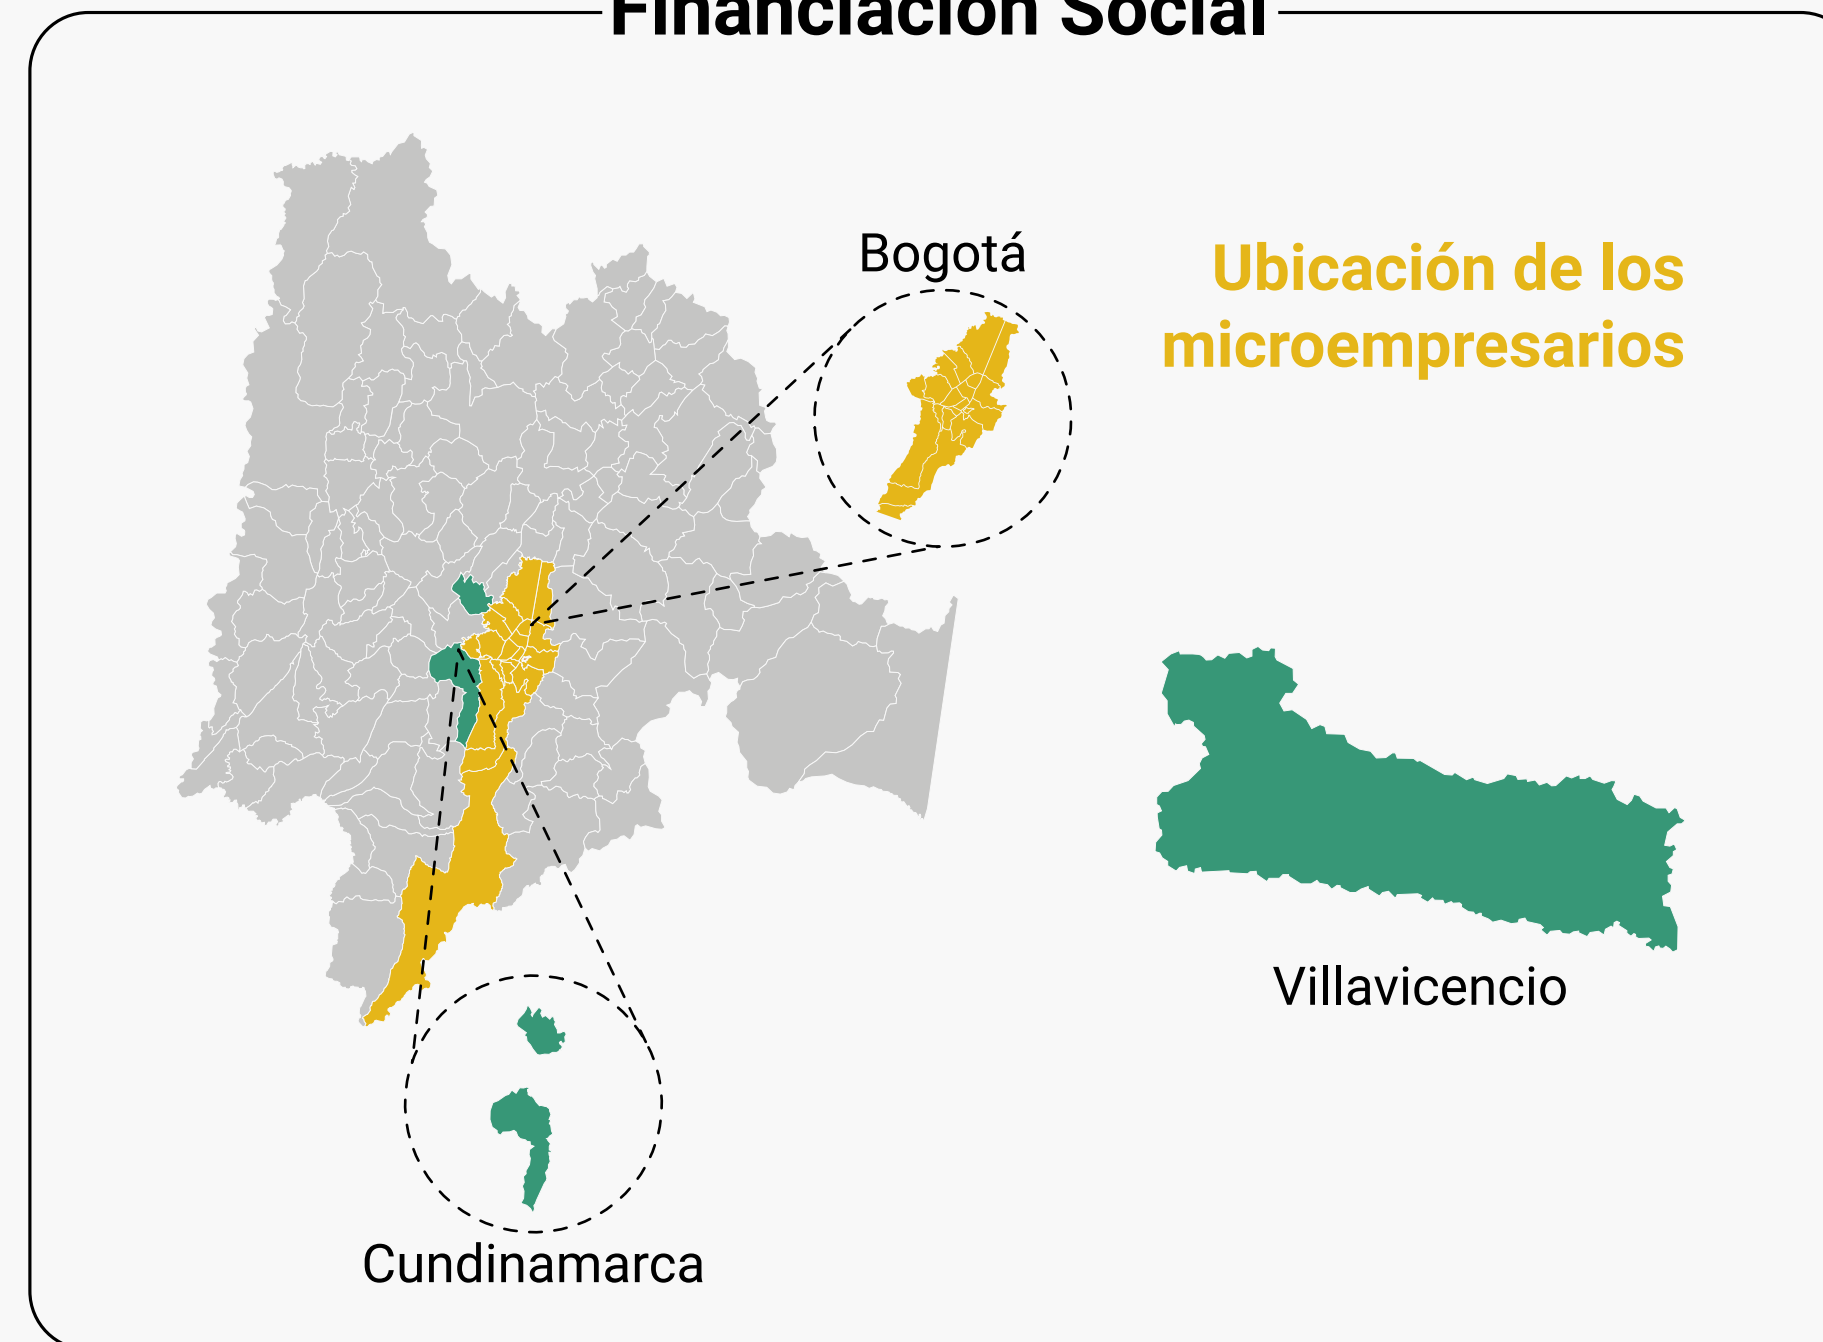 Financiación Social
Bogotá
Ubicación de los
microempresarios
Villavicencio
Cundinamarca